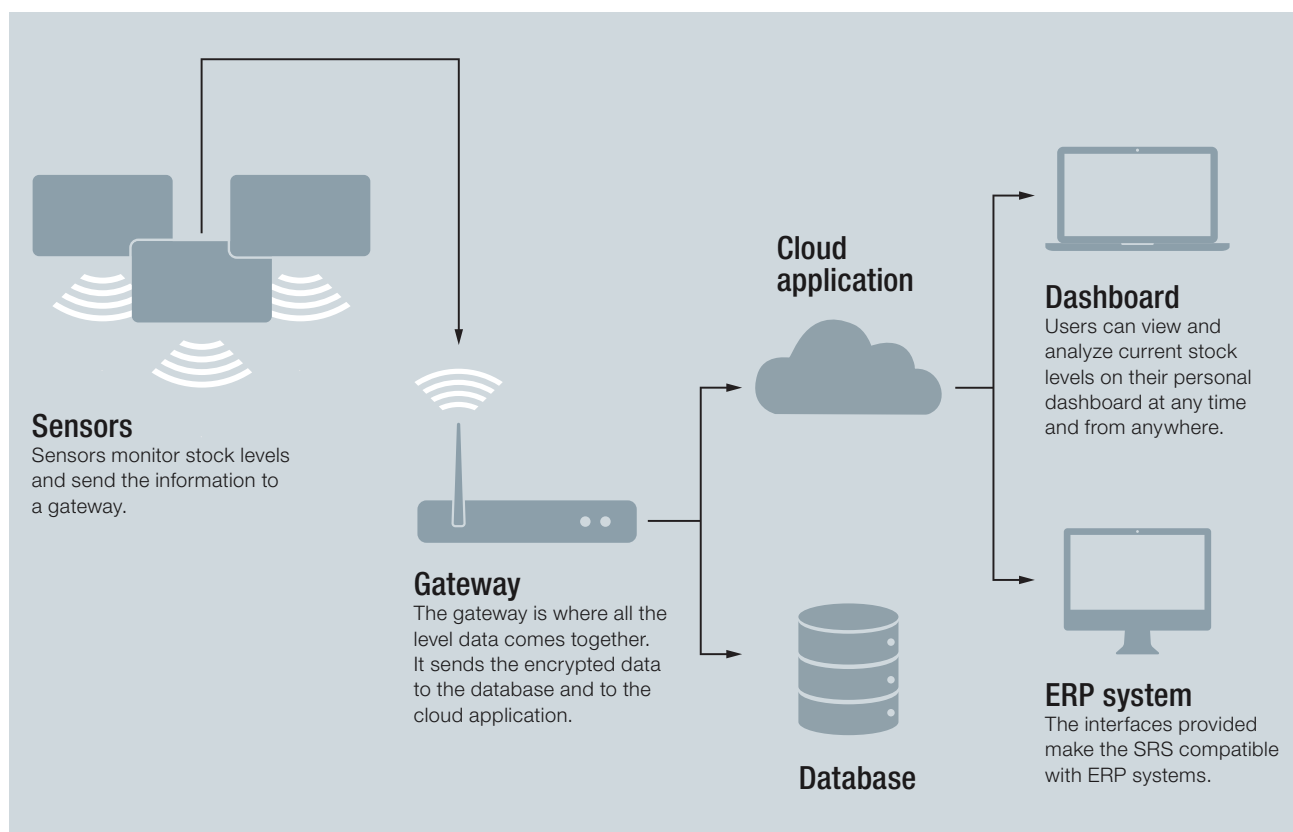 Sensors
Sensors monitor stock levels
and send the information to
a gateway.
Gateway
The gateway is where all the
level data comes together.
It sends the encrypted data
to the database and to the
cloud application.
Cloud
application
Database
Dashboard
Users can view and
analyze current stock
levels on their personal
dashboard at any time
and from anywhere.
ERP system
The interfaces provided
make the SRS compatible
with ERP systems.